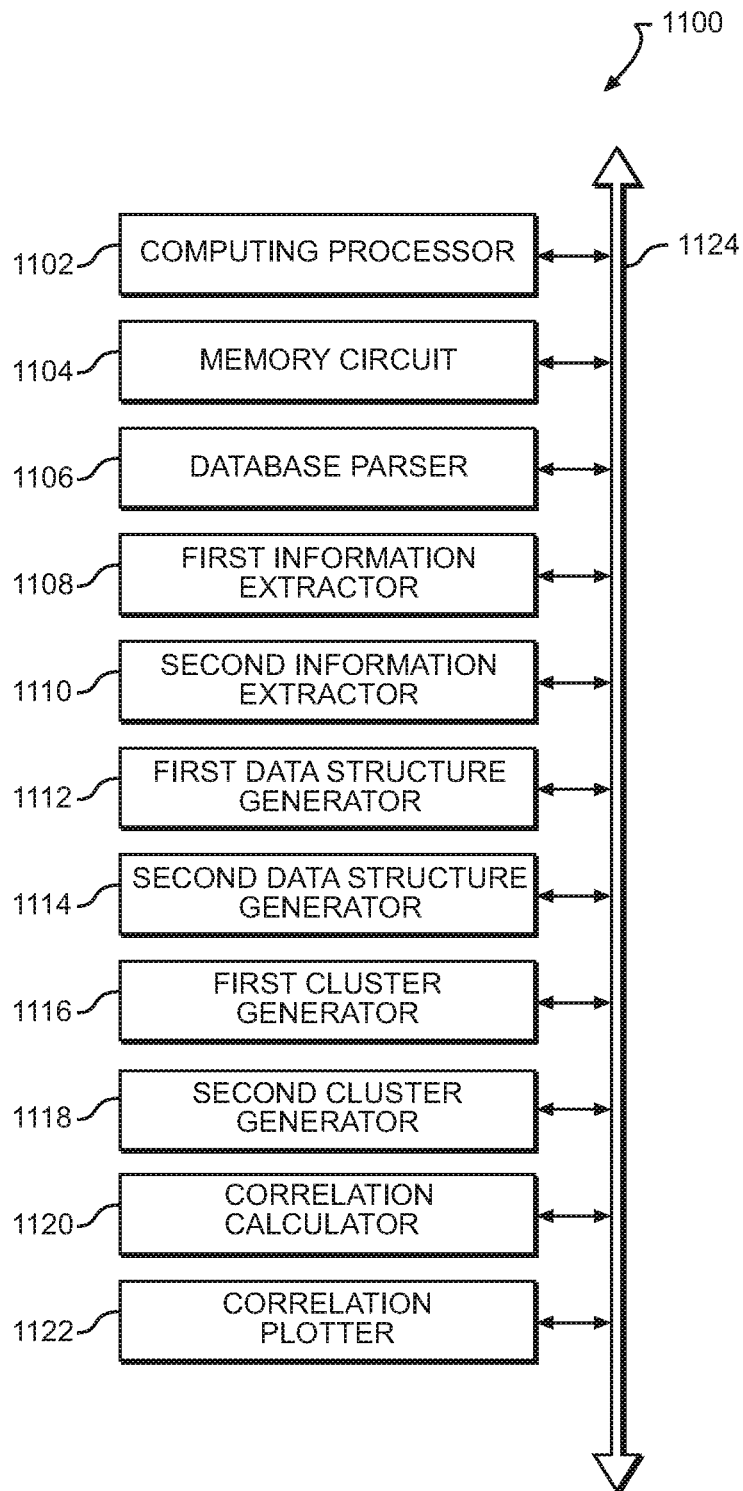 1100
1124
1102
COMPUTING PROCESSOR
1104
MEMORY CIRCUIT
1106
DATABASE PARSER
1108
FIRST INFORMATION
EXTRACTOR
1110
SECOND INFORMATION
EXTRACTOR
1112
FIRST DATA STRUCTURE
GENERATOR
1114
SECOND DATA STRUCTURE
GENERATOR
1116
FIRST CLUSTER
GENERATOR
1118
SECOND CLUSTER
GENERATOR
1120
CORRELATION
CALCULATOR
1122
CORRELATION
PLOTTER